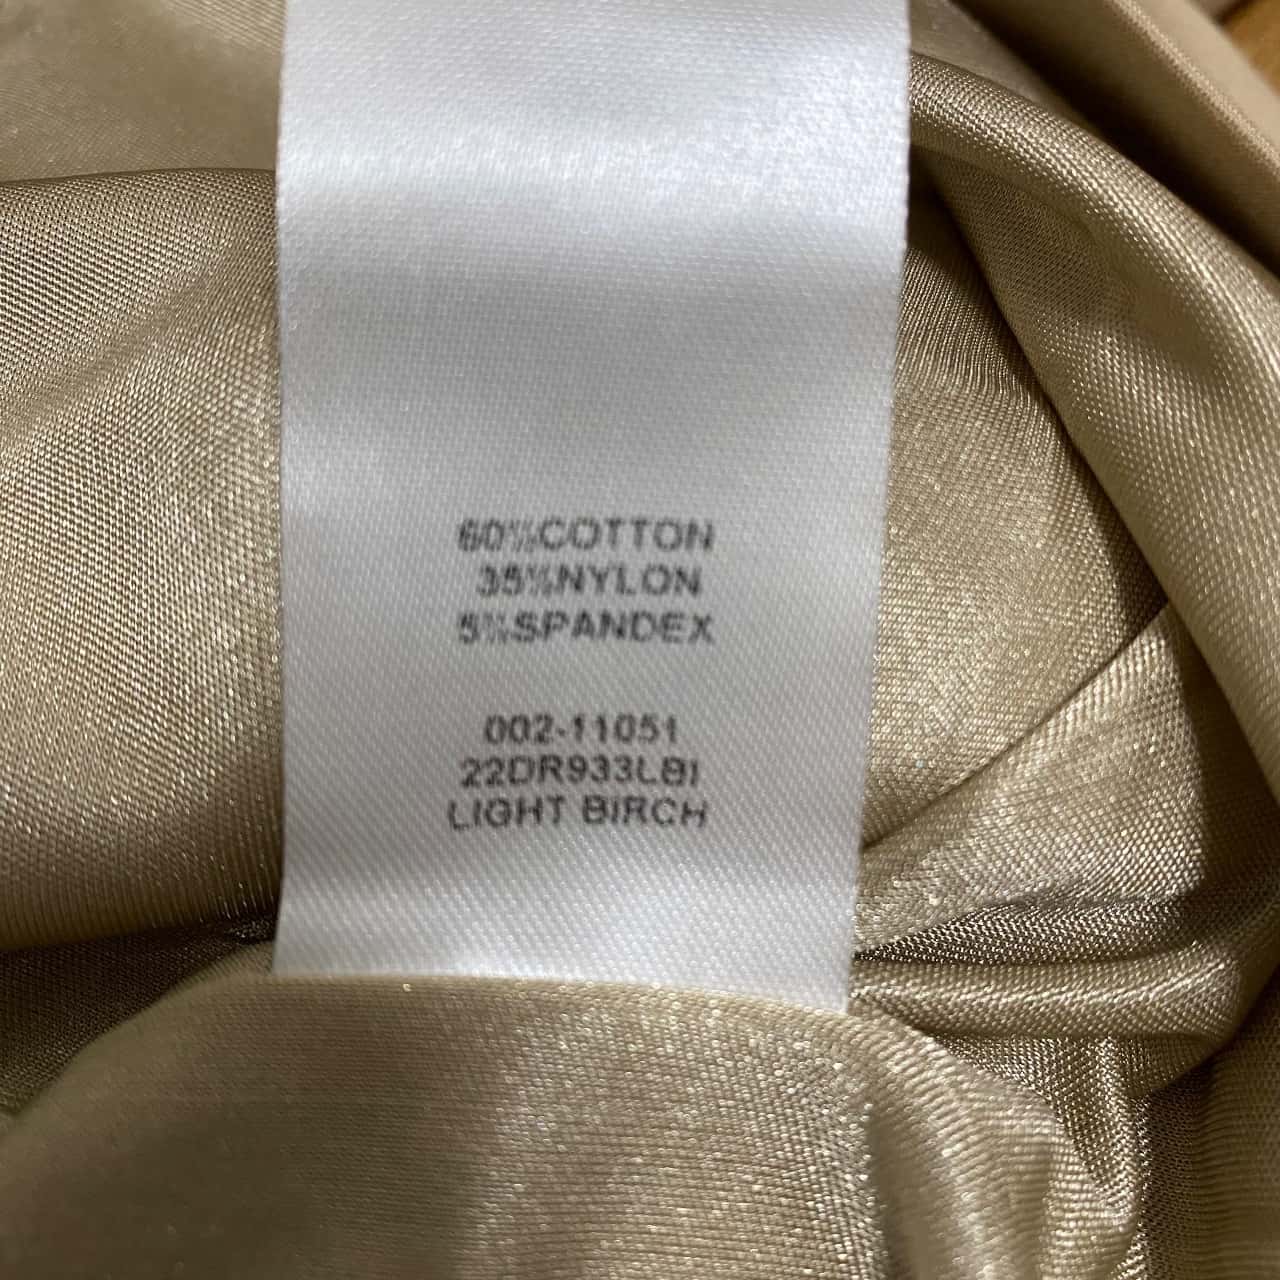 60%COTTON
35%NYLON
5%SPANDEX
002-11051
22DR933LBI
LIGHT BIRCH